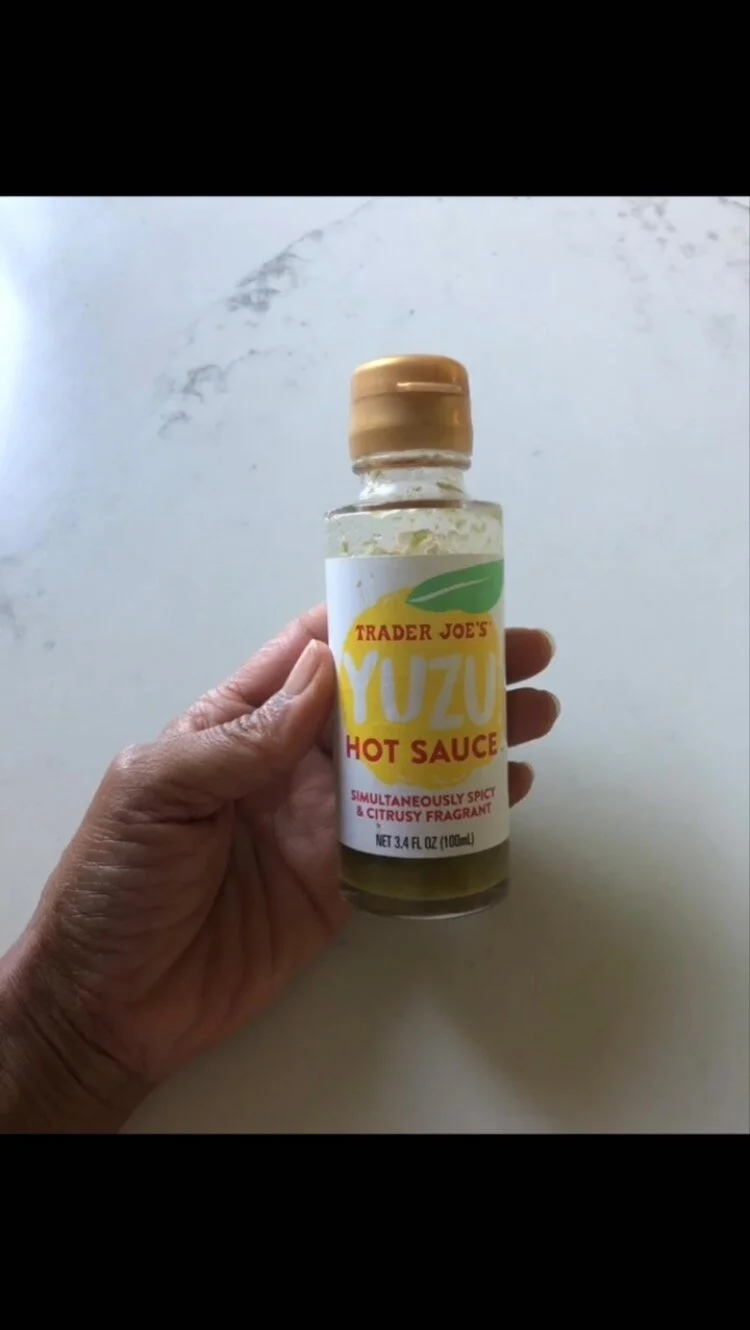 TRADER JOE'S
YUZU
HOT SAUCE
SIMULTANEOUSLY SPICY
& CITRUSY FRAGRANT
NET 3.4 FL OZ (100mL)